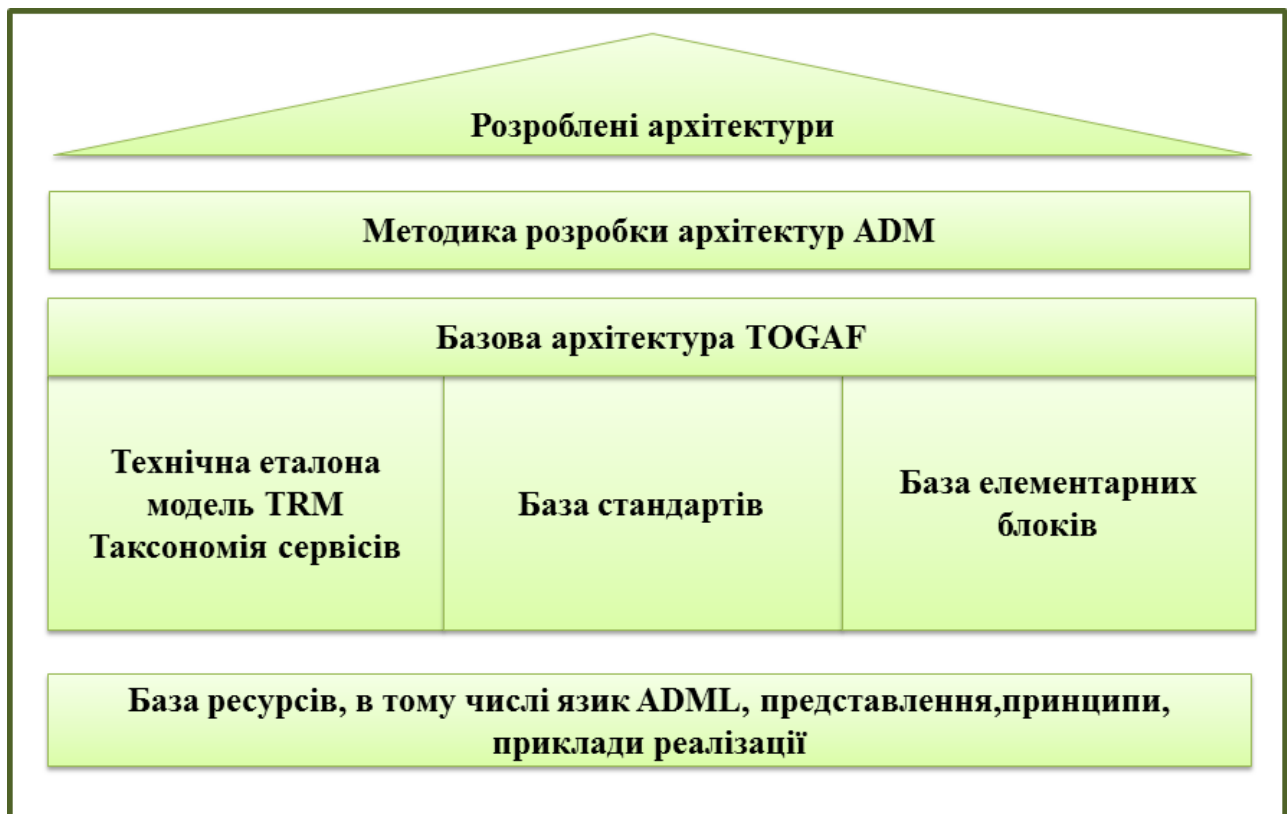 Розроблені архітектури
Методика розробки архітектур ADM
Базова архітектура TOGAF
Технічна еталона
модель TRM
Таксономія сервісів
База стандартів
База елементарних
блоків
База ресурсів, в тому числі язик ADML, представлення,принципи,
приклади реалізації